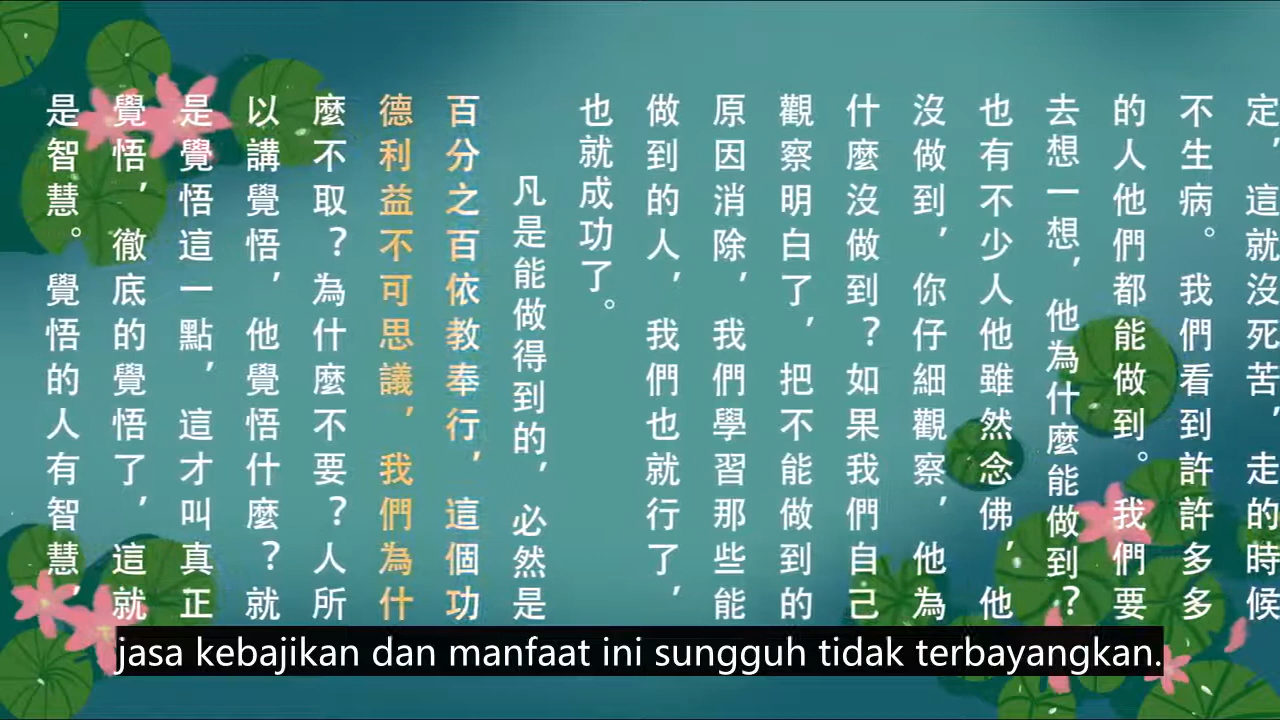 定，這就沒死苦，走的時候
不生病。我們看到許許多多
的人他們都能做到。我們要
去想一想，他為什麼能做到？
也有不少人他雖然念佛，他
沒做到，你仔細觀察，他為
什麼沒做到？如果我們自己
觀察明白了，把不能做到的
原因消除，我們學習那些能
做到的人，我們也就行了，
也就成功了。
凡是能做得到的，必然是
百分之百依教奉行，這個功
德利益不可思議，我們為什
麼不取？為什麼不要？人所
以講覺悟，他覺悟什麼？就
是覺悟這一點，這才叫真正
覺悟，徹底的覺悟了，這就
是智慧。覺悟的人有智慧，
jasa kebajikan dan manfaat ini sungguh tidak terbayangkan.